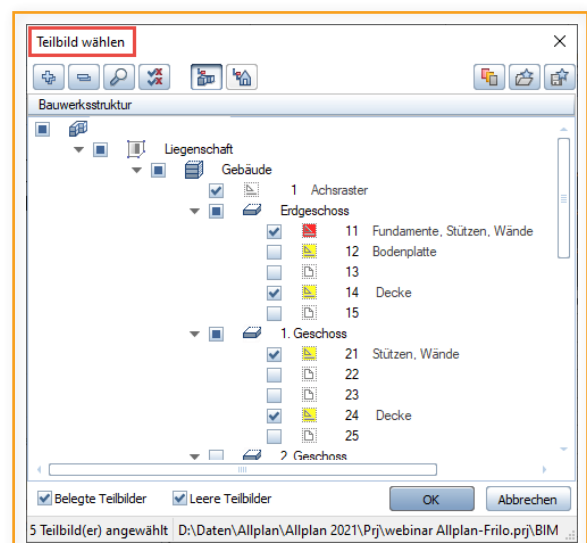 Teilbild wählen
Bauwerksstruktur
Liegenschaft
Gebäude
1 Achsraster
Erdgeschoss
11 Fundamente, Stützen, Wände
12 Bodenplatte
13
14 Decke
15
1. Geschoss
21 Stützen, Wände
22
23
24 Decke
25
2. Geschoss
Belegte Teilbilder Leere Teilbilder OK Abbrechen
5 Teilbild(er) angewählt D:\Daten\Allplan\Allplan 2021\Prj\webinar Allplan-Frilo.prj\BIM